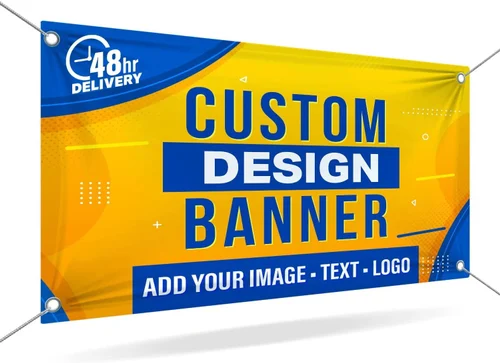 48hr
DELIVERY
CUSTOM
DESIGN
BANNER
ADD YOUR IMAGE ▪ TEXT ▪ LOGO